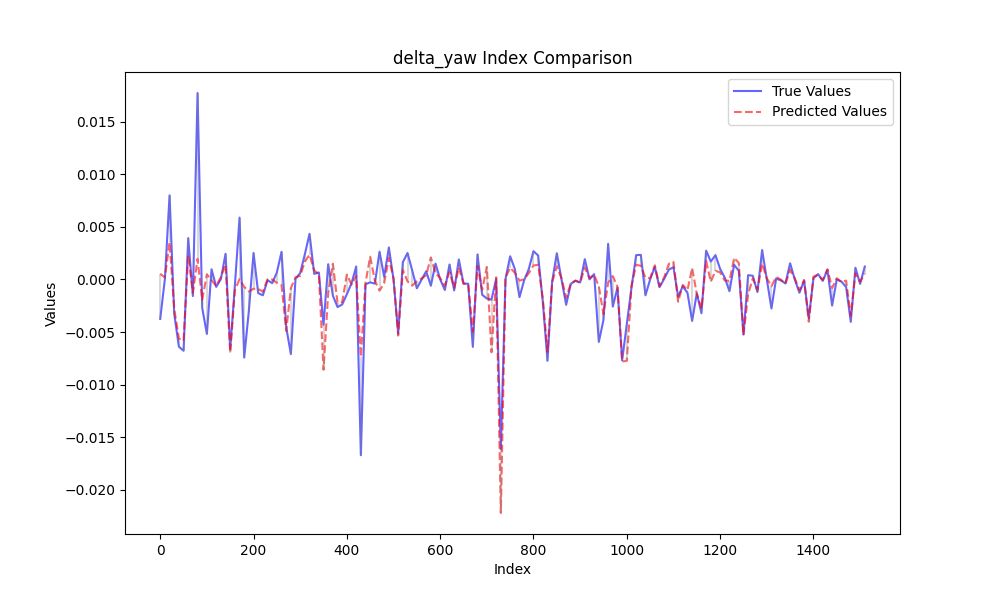 delta_yaw Index Comparison
True Values
Predicted Values
0.015
0.010
0.005
0.000
−0.005
−0.010
−0.015
−0.020
Values
0 200 400 600 800 1000 1200 1400
Index